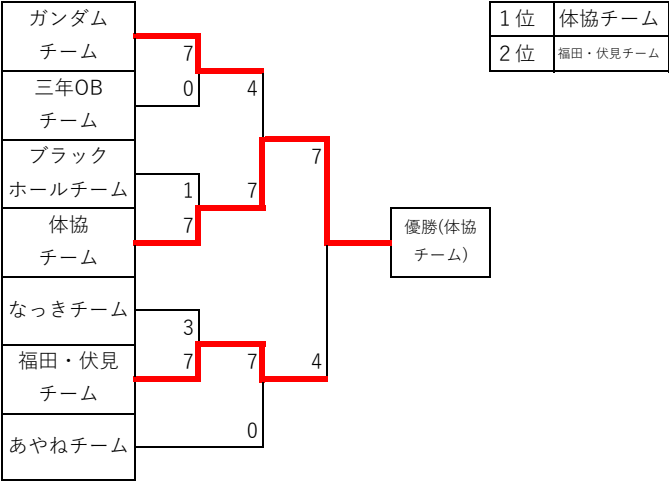 ガンダム
チーム
三年OB
チーム
ブラック
ホールチーム
体協
チーム
なっきチーム
福田・伏見
チーム
あやねチーム
7
0
1
7
3
7
4
7
7
0
7
4
優勝(体協
チーム)
１位 体協チーム
２位 福田・伏見チーム